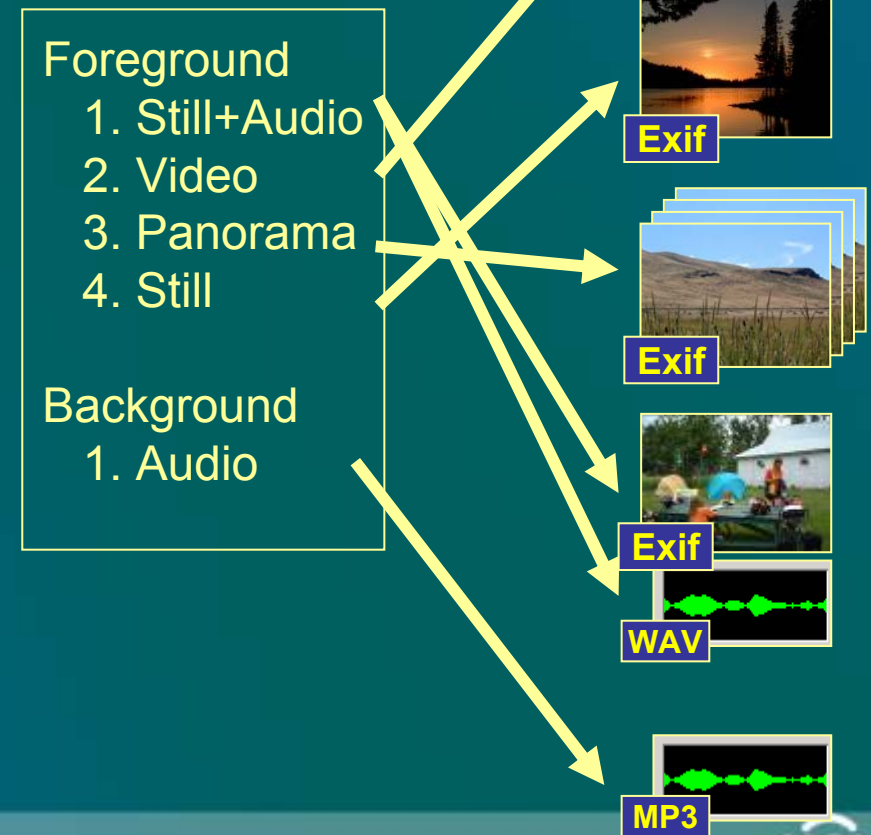 Foreground
1. Still+Audio
2. Video
3. Panorama
4. Still
Background
1. Audio
Exif
Exif
Exif
WAV
MP3